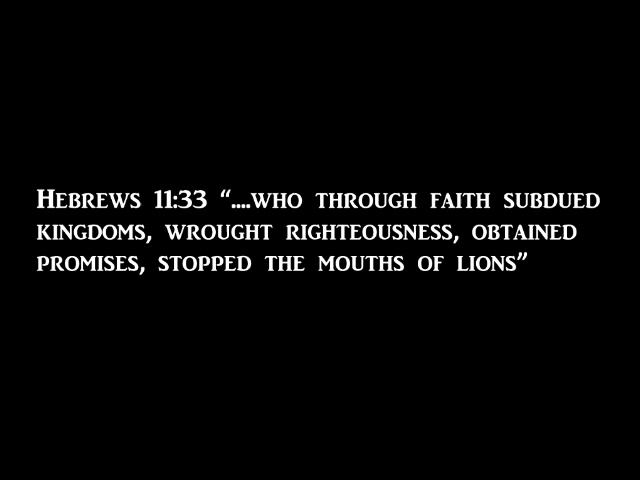 Hebrews 11:33 “....who through faith subdued
kingdoms, wrought righteousness, obtained
promises, stopped the mouths of lions”